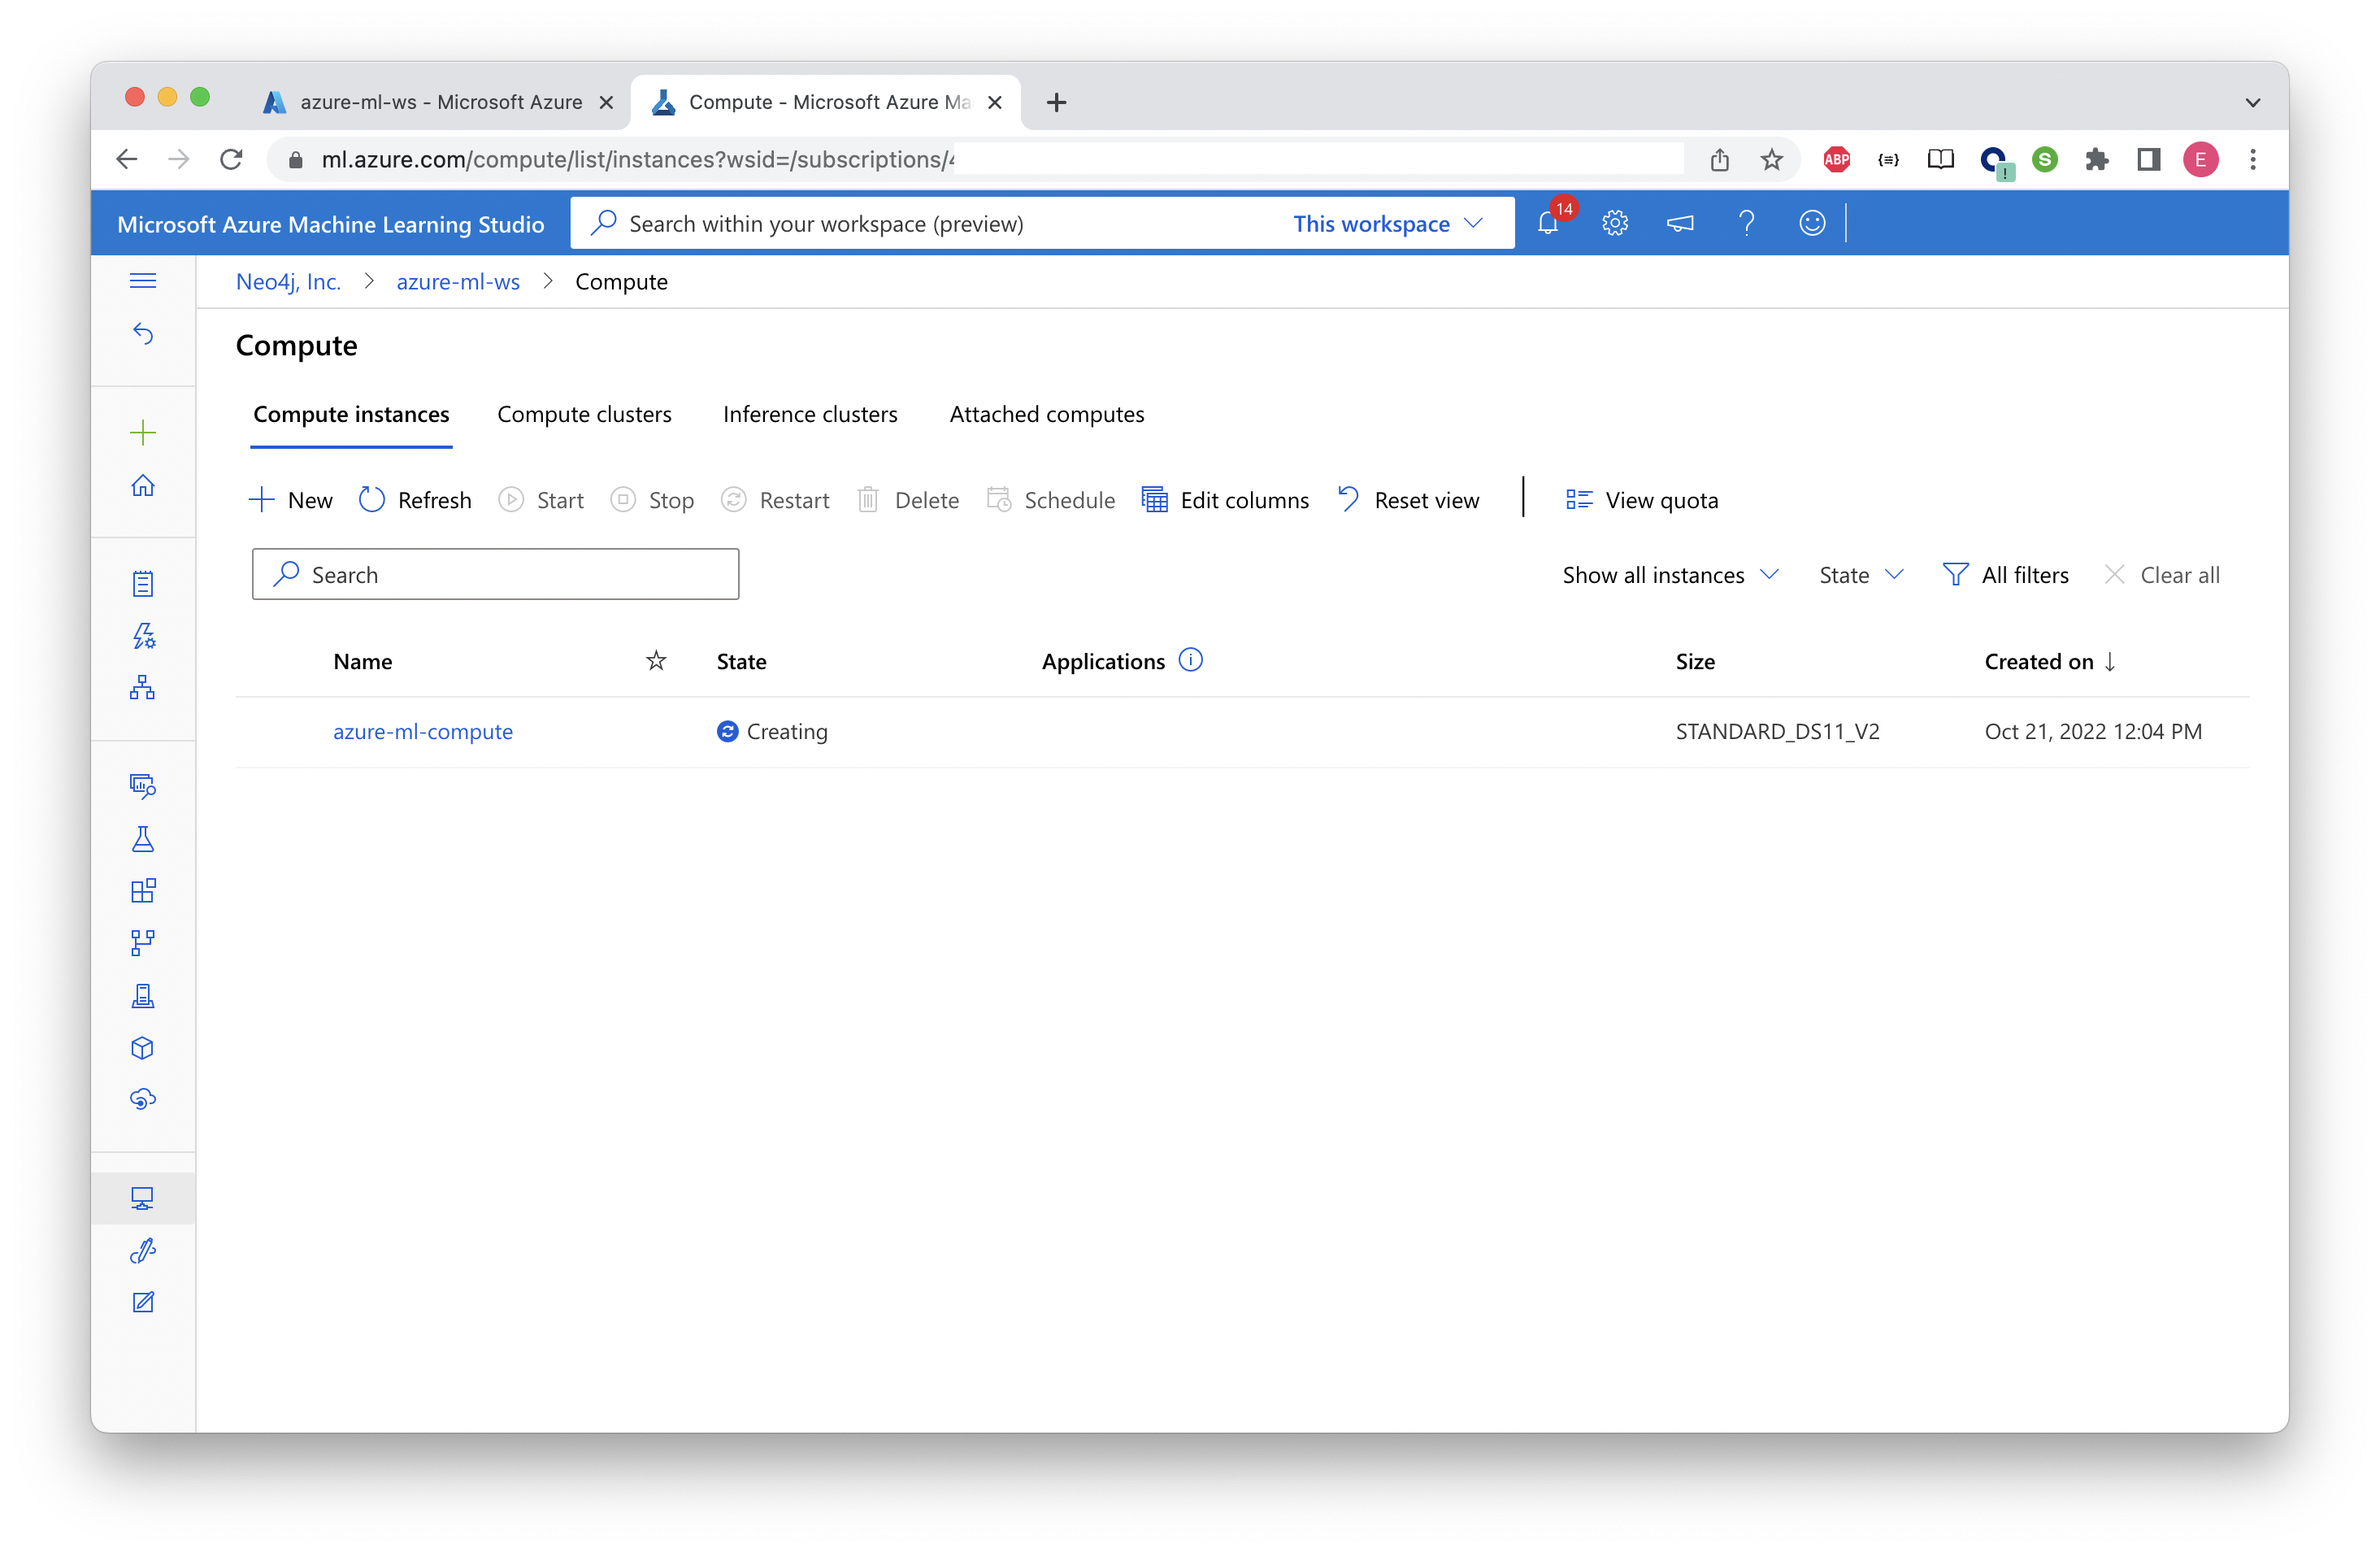 azure-ml-ws - Microsoft Azure
Compute - Microsoft Azure Ma
ml.azure.com/compute/list/instances?wsid=/subscriptions/4
ABP
S
E
Microsoft Azure Machine Learning Studio
Search within your workspace (preview)
This workspace
14
Neo4j, Inc. > azure-ml-ws > Compute
Compute
Compute instances Compute clusters Inference clusters Attached computes
New Refresh Start Stop Restart Delete Schedule Edit columns Reset view View quota
Search
Show all instances State All filters Clear all
Name State Applications Size Created on ↓
azure-ml-compute Creating STANDARD_DS11_V2 Oct 21, 2022 12:04 PM